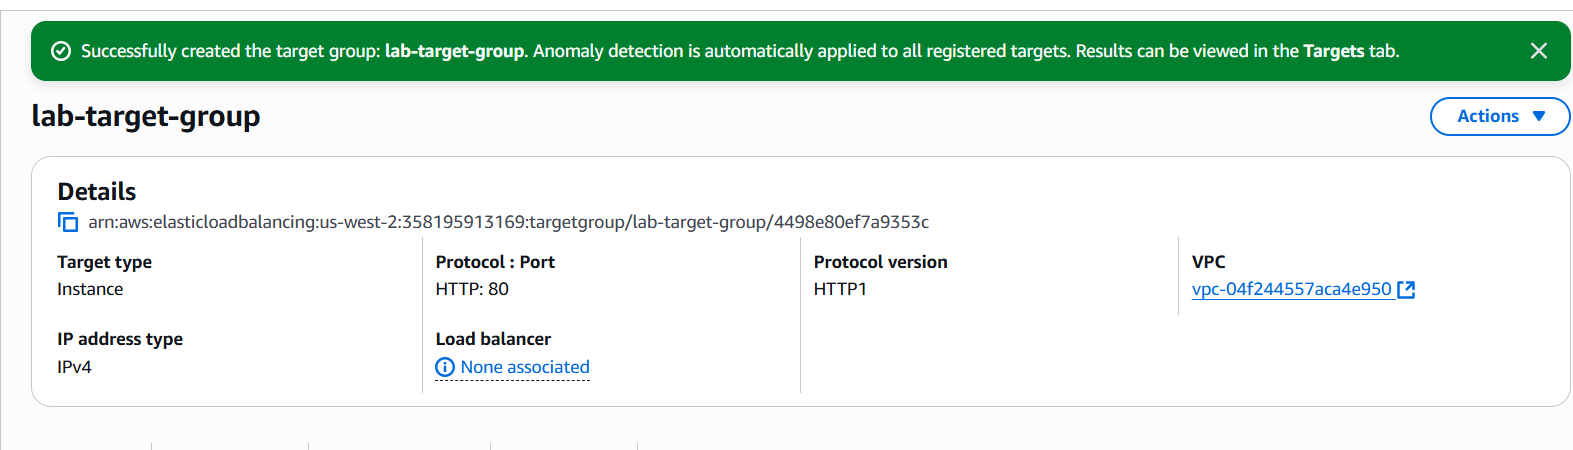 Successfully created the target group: lab-target-group. Anomaly detection is automatically applied to all registered targets. Results can be viewed in the Targets tab.
lab-target-group
Actions
Details
arn:aws:elasticloadbalancing:us-west-2:358195913169:targetgroup/lab-target-group/4498e80ef7a9353c
Target type
Instance
Protocol : Port
HTTP: 80
Protocol version
HTTP1
VPC
vpc-04f244557aca4e950
IP address type
IPv4
Load balancer
None associated